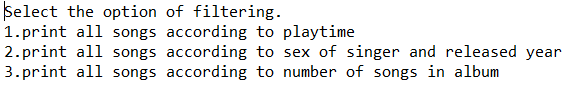 Select the option of filtering.
1.print all songs according to playtime
2.print all songs according to sex of singer and released year
3.print all songs according to number of songs in album